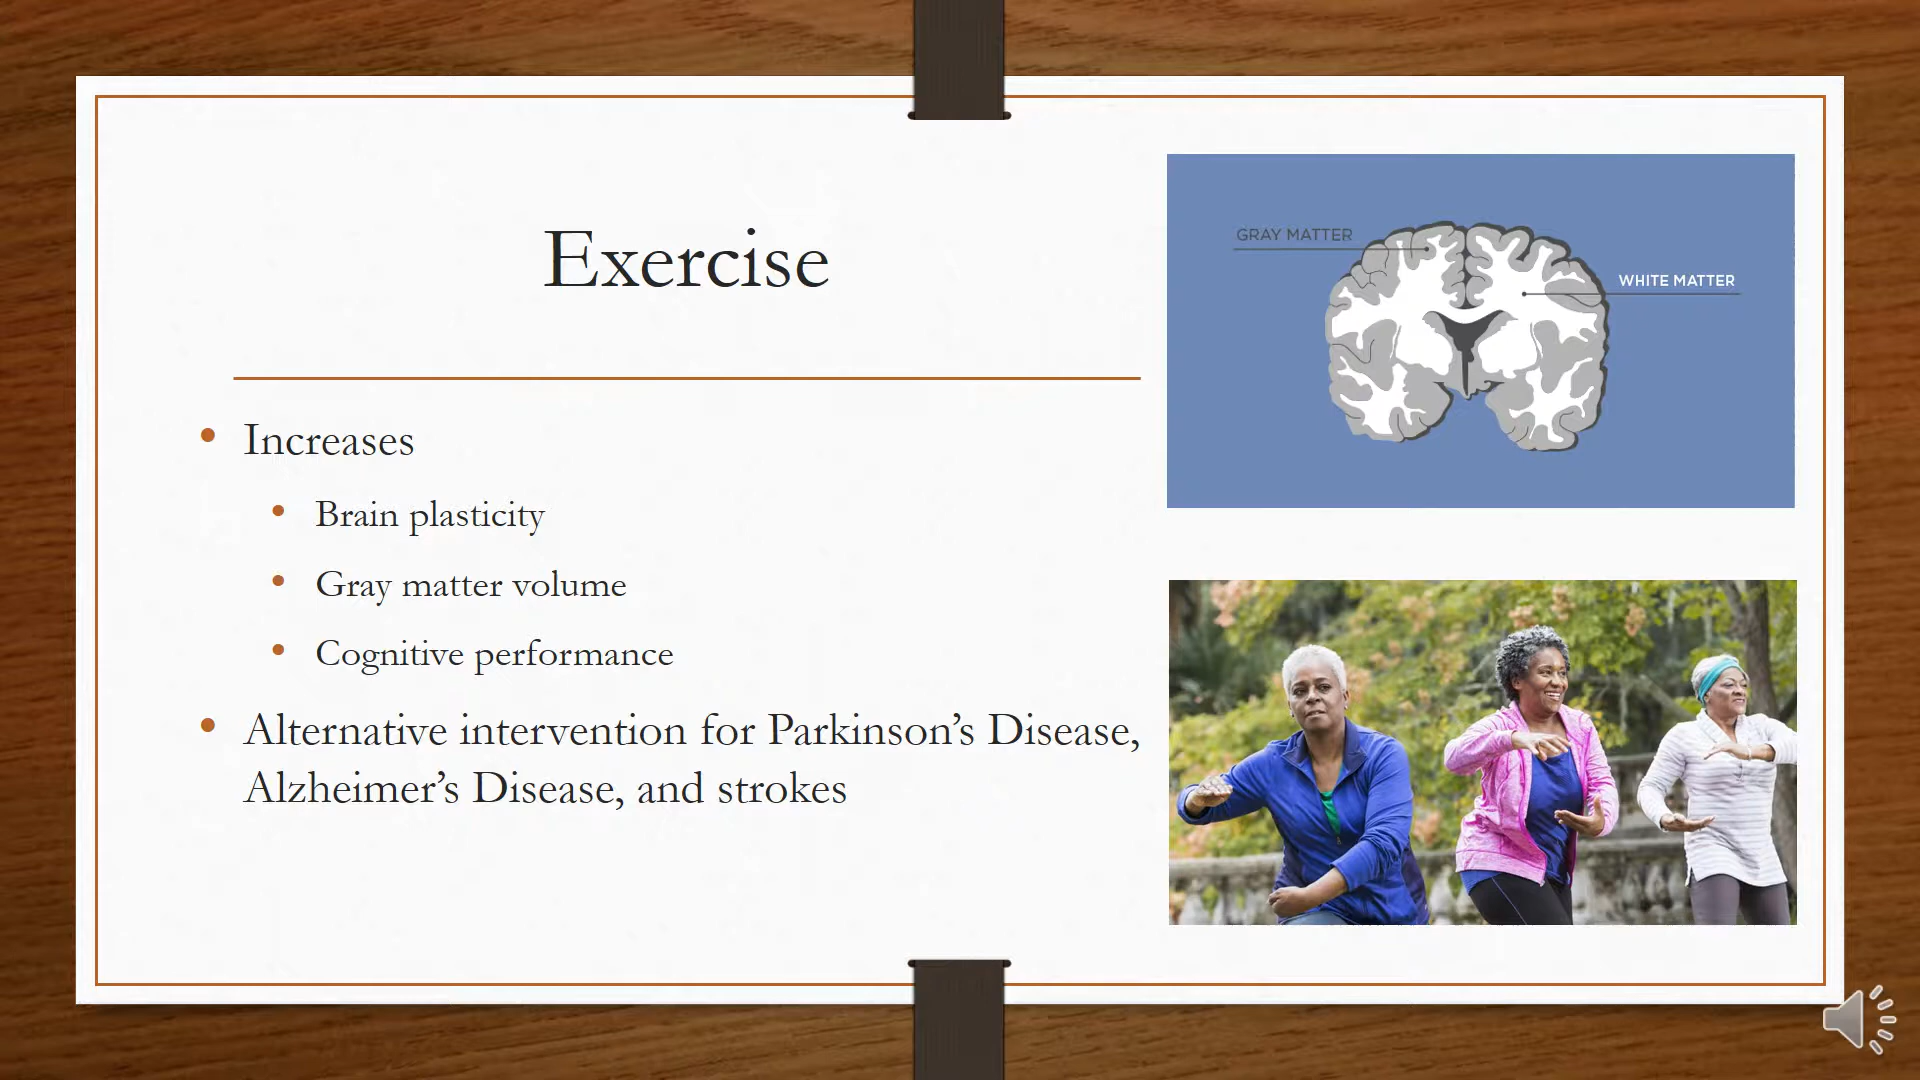 Exercise
Increases
Brain plasticity
Gray matter volume
Cognitive performance
Alternative intervention for Parkinson’s Disease,
Alzheimer’s Disease, and strokes
GRAY MATTER
WHITE MATTER